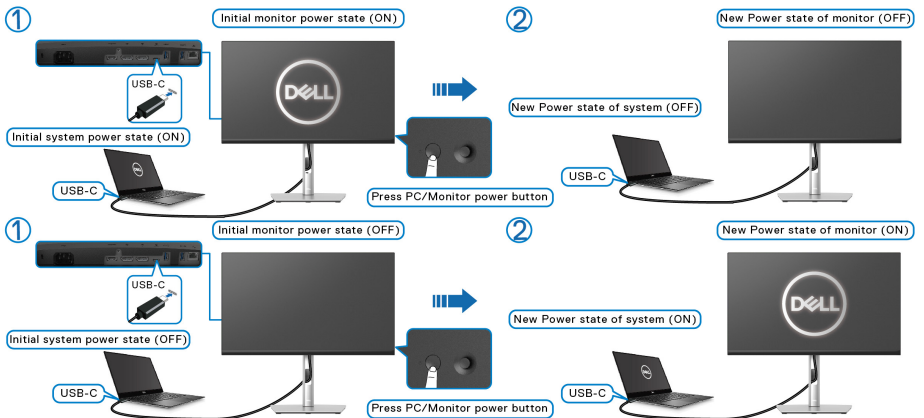 ①
Initial monitor power state (ON)
②
New Power state of monitor (OFF)
USB-C
DELL
New Power state of system (OFF)
Initial system power state (ON)
DELL
USB-C
USB-C
Press PC/Monitor power button
①
Initial monitor power state (OFF)
②
New Power state of monitor (ON)
USB-C
DELL
New Power state of system (ON)
Initial system power state (OFF)
DELL
USB-C
USB-C
Press PC/Monitor power button